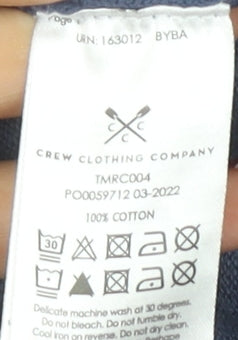 URN: 163012 BYBA
C C
C
CREW CLOTHING COMPANY
TMRC004
PO0059712 03-2022
100% COTTON
30
Delicate machine wash at 30 degrees.
Do not bleach. Do not tumble dry.
Cool iron on reverse. Do not dry clean.